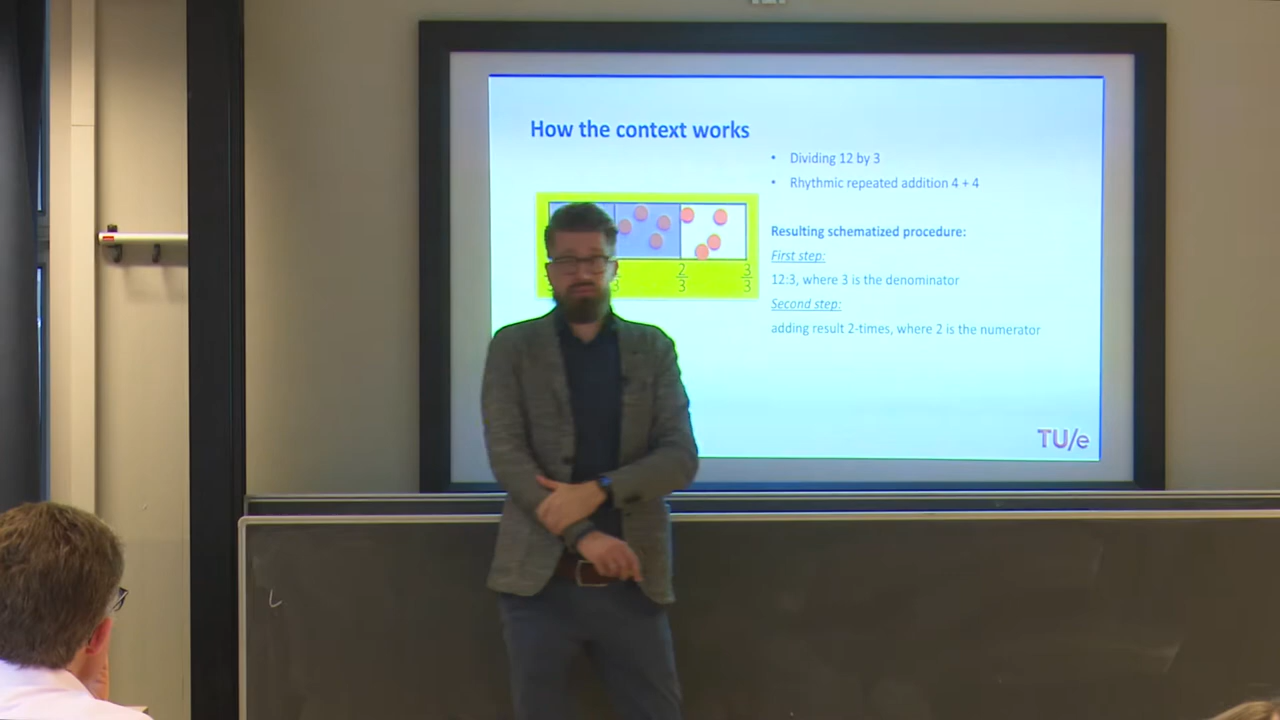 How the context works
• Dividing 12 by 3
• Rhythmic repeated addition 4 + 4
2/3 3/3
Resulting schematized procedure:
First step:
12:3, where 3 is the denominator
Second step:
adding result 2-times, where 2 is the numerator
TU/e